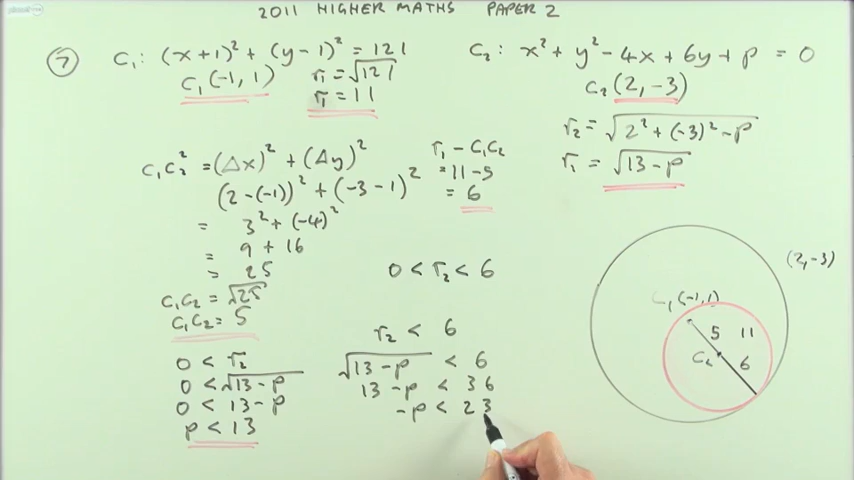 2011 HIGHER MATHS PAPER 2
7
C₁: (x+1)² + (y-1)² = 121
C₁(-1, 1)
r₁ = √121
r₁ = 11
C₂: x² + y² - 4x + 6y + p = 0
C₂(2, -3)
r₂ = √2² + (-3)² - p
r₁ = √13 - p
C₁C₂² = (Δx)² + (Δy)²
(2-(-1))² + (-3-1)²
= 3² + (-4)²
= 9 + 16
= 25
C₁C₂ = √25
C₁C₂ = 5
r₁ - C₁C₂
= 11 - 5
= 6
0 < r₂ < 6
0 < r₂
0 < √13 - p
0 < 13 - p
p < 13
r₂ < 6
√13 - p < 6
13 - p < 36
-p < 23
(2,-3)
C₁(-1,1)
5 11
C₂ 6